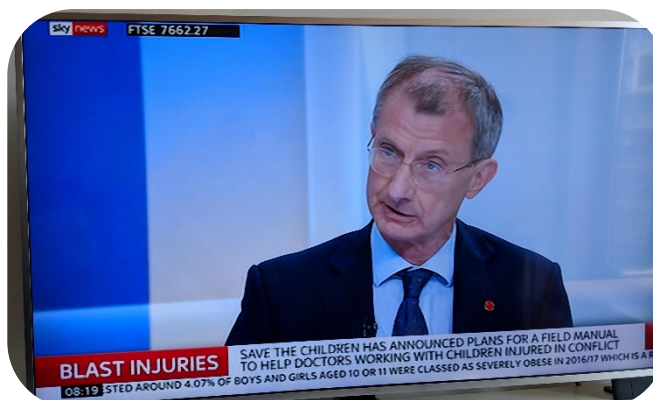 sky news
FTSE 7662.27
BLAST INJURIES
SAVE THE CHILDREN HAS ANNOUNCED PLANS FOR A FIELD MANUAL
TO HELP DOCTORS WORKING WITH CHILDREN INJURED IN CONFLICT
08:19
ESTED AROUND 4.07% OF BOYS AND GIRLS AGED 10 OR 11 WERE CLASSED AS SEVERELY OBESE IN 2016/17 WHICH IS A R